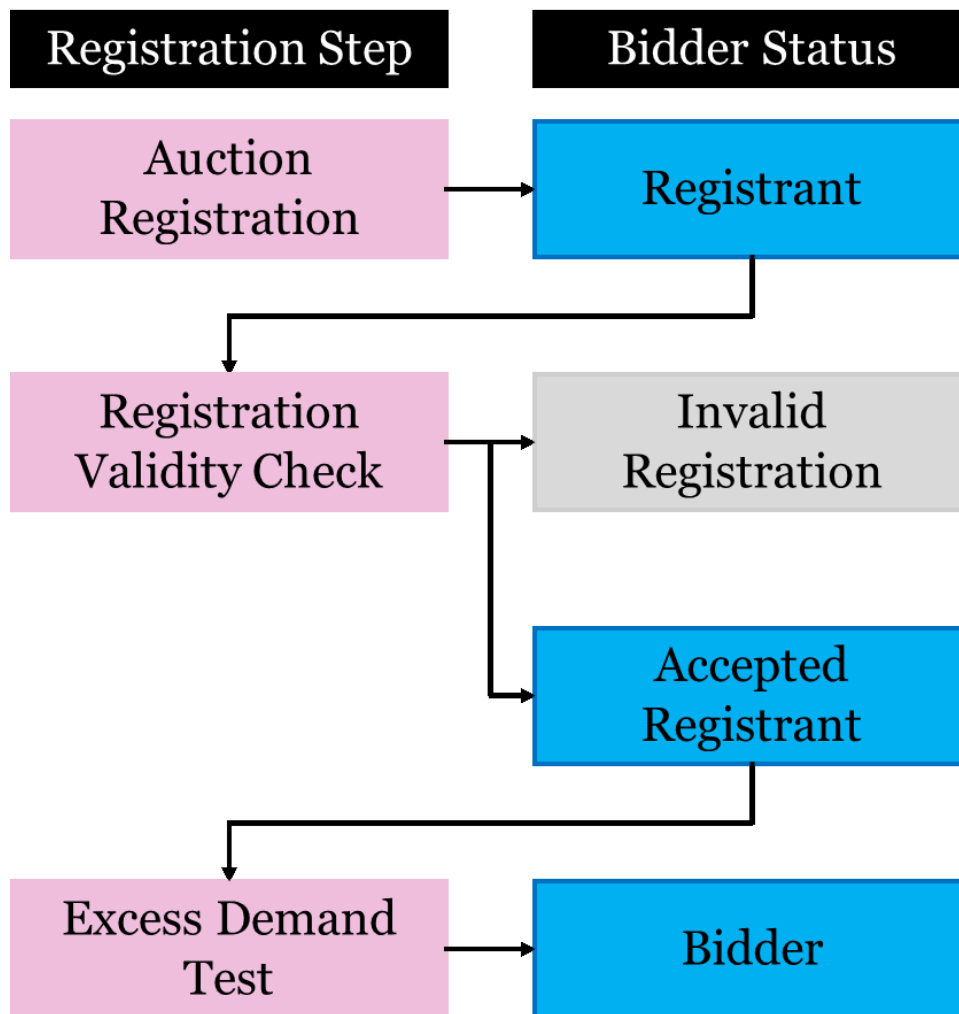 Registration Step
Bidder Status
Auction
Registration
Registrant
Registration
Validity Check
Invalid
Registration
Accepted
Registrant
Excess Demand
Test
Bidder